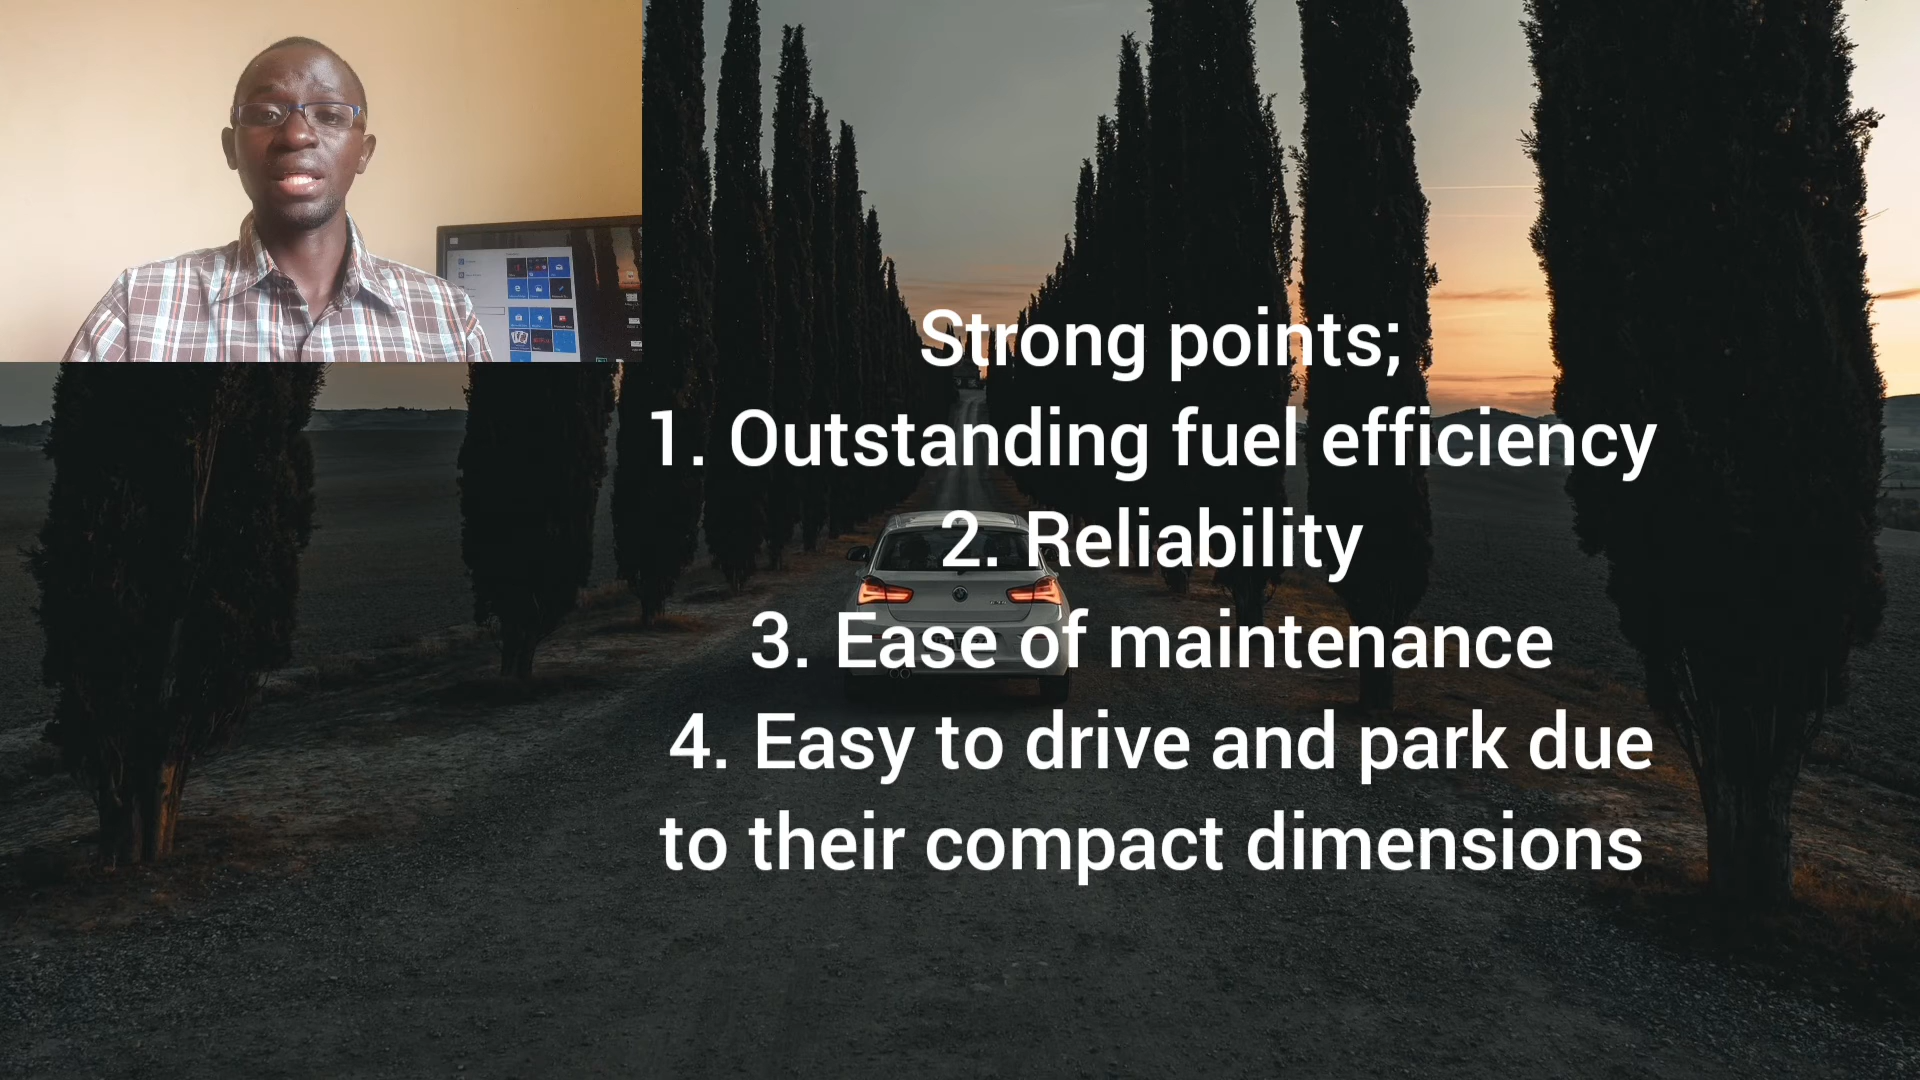 Strong points;
1. Outstanding fuel efficiency
2. Reliability
3. Ease of maintenance
4. Easy to drive and park due
to their compact dimensions